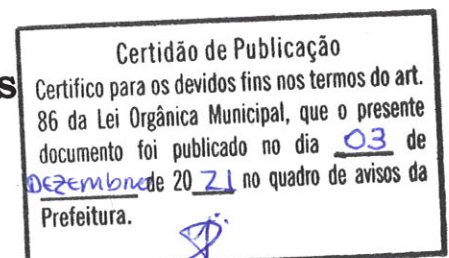 Certidão de Publicação
s Certifico para os devidos fins nos termos do art.
86 da Lei Orgânica Municipal, que o presente
documento foi publicado no dia 03 de
DEZEmbro de 20 21 no quadro de avisos da
Prefeitura.